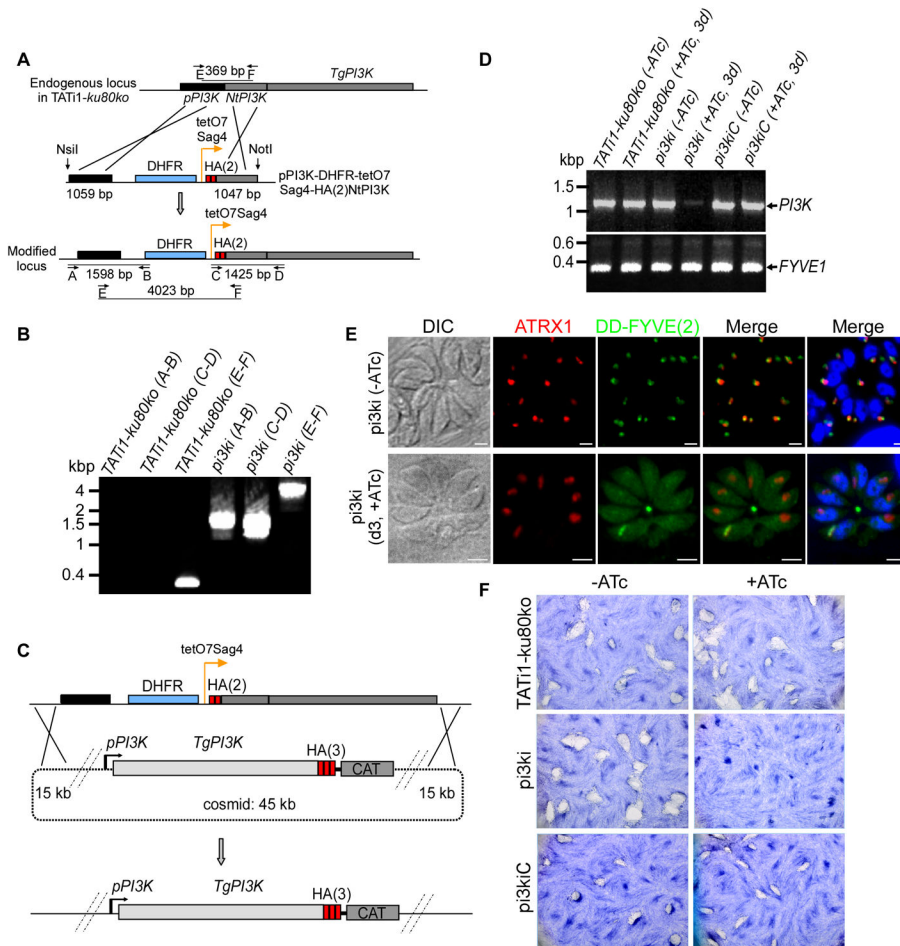 A
Endogenous locus
in TATi1-ku80ko
E 369 bp F
TgPI3K
pPI3K NtPI3K
tetO7
Sag4
NsiI
DHFR
HA(2)
NotI
1059 bp
1047 bp
pPI3K-DHFR-tetO7
Sag4-HA(2)NtPI3K
tetO7Sag4
Modified
locus
DHFR
HA(2)
A 1598 bp B
C 1425 bp D
E 4023 bp F
B
TATi1-ku80ko (A-B)
TATi1-ku80ko (C-D)
TATi1-ku80ko (E-F)
pi3ki (A-B)
pi3ki (C-D)
pi3ki (E-F)
kbp
4
2
1.5
1
0.4
C
tetO7Sag4
DHFR
HA(2)
pPI3K
TgPI3K
HA(3)
CAT
15 kb
cosmid: 45 kb
15 kb
pPI3K
TgPI3K
HA(3)
CAT
D
TATi1-ku80ko (-ATc)
TATi1-ku80ko (+ATc, 3d)
pi3ki (-ATc)
pi3ki (+ATc, 3d)
pi3kiC (-ATc)
pi3kiC (+ATc, 3d)
kbp
1.5
1
PI3K
0.6
0.4
FYVE1
E
DIC
ATRX1
DD-FYVE(2)
Merge
Merge
pi3ki (-ATc)
pi3ki
(d3, +ATc)
F
-ATc
+ATc
TATi1-ku80ko
pi3ki
pi3kiC